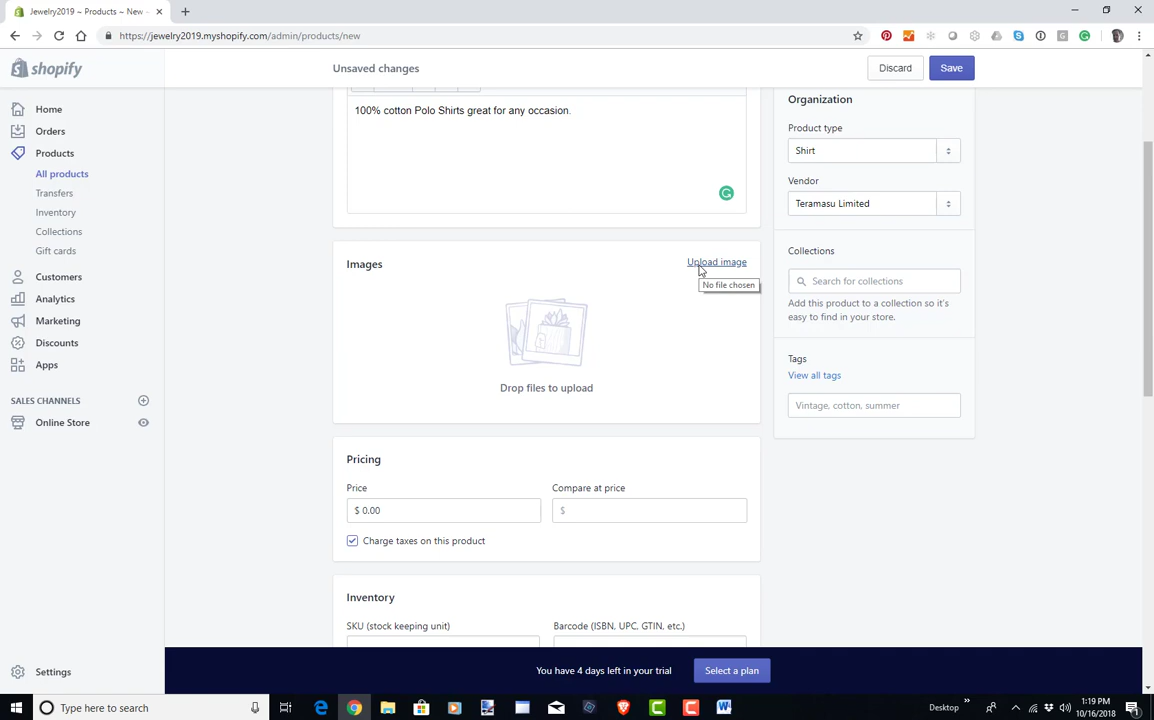 Jewelry2019 ~ Products ~ New -
https://jewelry2019.myshopify.com/admin/products/new
shopify
Unsaved changes
Discard
Save
Home
Orders
Products
All products
Transfers
Inventory
Collections
Gift cards
Customers
Analytics
Marketing
Discounts
Apps
SALES CHANNELS
Online Store
Settings
100% cotton Polo Shirts great for any occasion.
Images
Upload image
No file chosen
Drop files to upload
Pricing
Price
Compare at price
$ 0.00
$
Charge taxes on this product
Inventory
SKU (stock keeping unit)
Barcode (ISBN, UPC, GTIN, etc.)
Organization
Product type
Shirt
Vendor
Teramasu Limited
Collections
Search for collections
Add this product to a collection so it's
easy to find in your store.
Tags
View all tags
Vintage, cotton, summer
You have 4 days left in your trial
Select a plan
Type here to search
Desktop
1:19 PM
10/16/2018